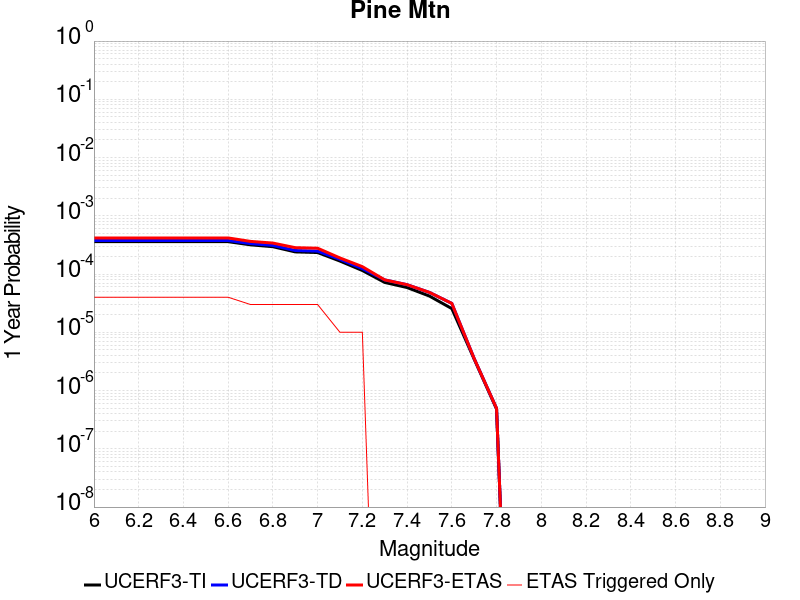 Pine Mtn
10^0
10^-1
10^-2
10^-3
10^-4
10^-5
10^-6
10^-7
10^-8
1 Year Probability
6 6.2 6.4 6.6 6.8 7 7.2 7.4 7.6 7.8 8 8.2 8.4 8.6 8.8 9
Magnitude
UCERF3-TI UCERF3-TD UCERF3-ETAS ETAS Triggered Only